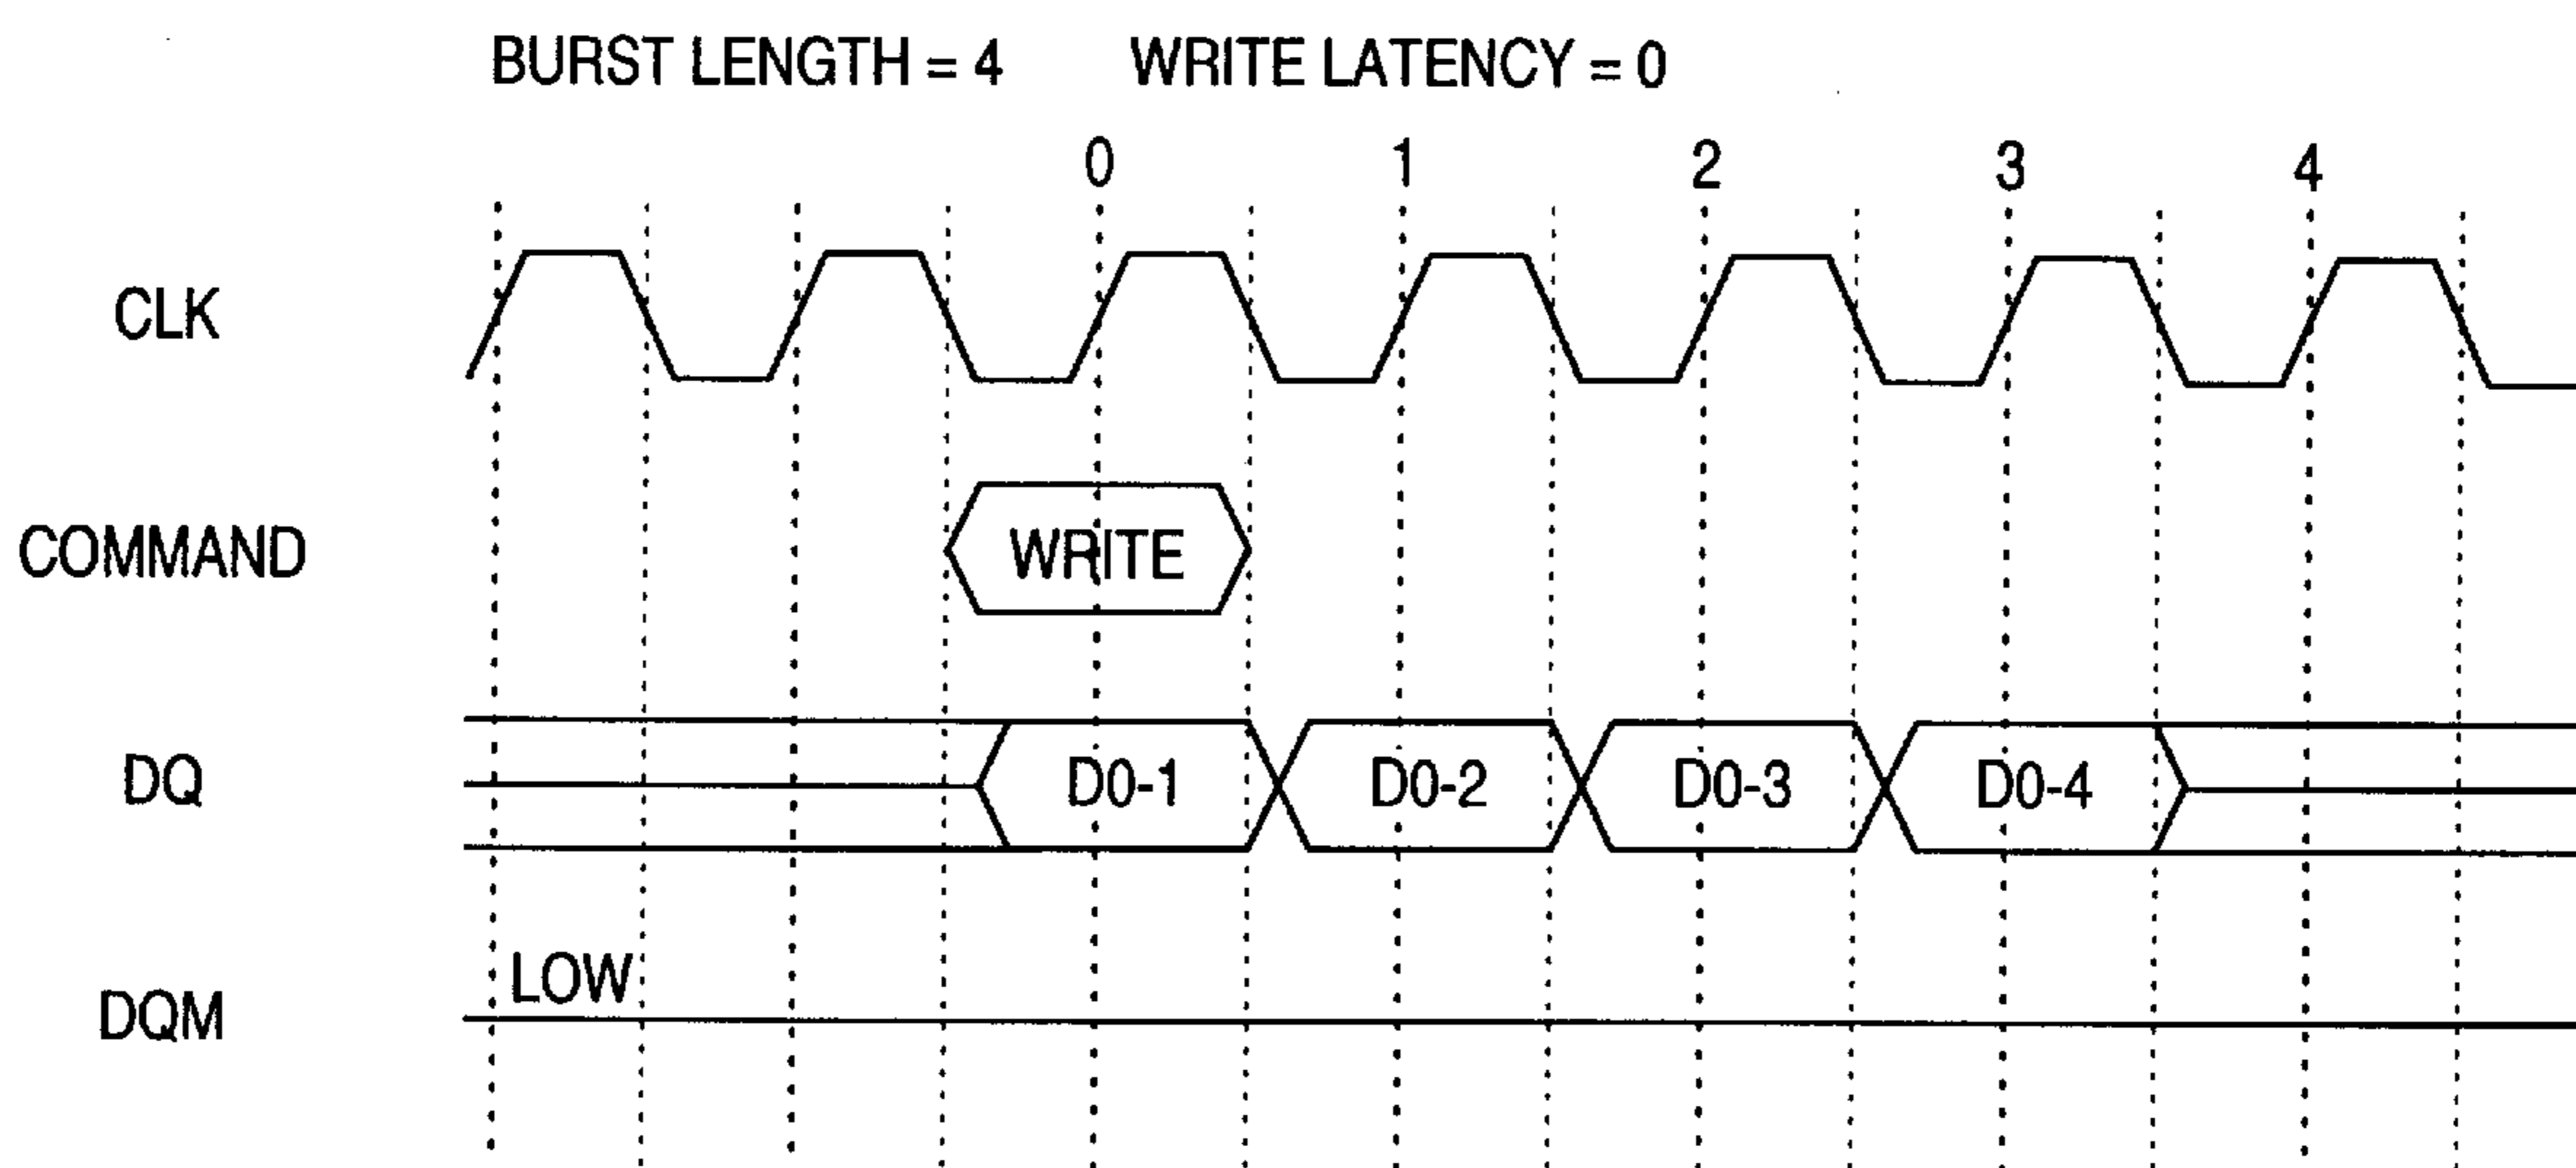 BURST LENGTH = 4 WRITE LATENCY = 0
0 1 2 3 4
CLK
COMMAND WRITE
DQ D0-1 D0-2 D0-3 D0-4
LOW
DQM